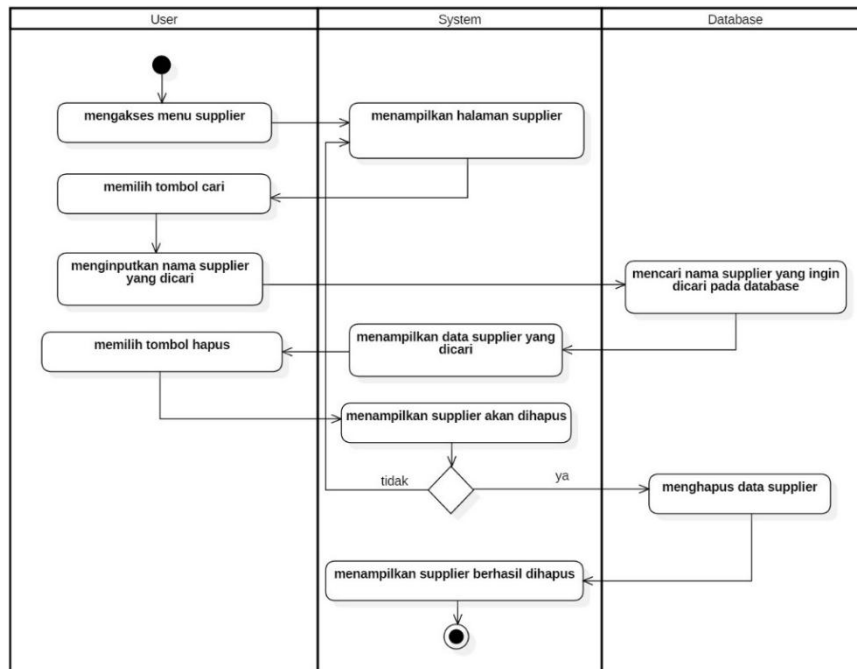 User
System
Database
mengakses menu supplier
menampilkan halaman supplier
memilih tombol cari
menginputkan nama supplier
yang dicari
mencari nama supplier yang ingin
dicari pada database
memilih tombol hapus
menampilkan data supplier yang
dicari
menampilkan supplier akan dihapus
tidak
ya
menghapus data supplier
menampilkan supplier berhasil dihapus